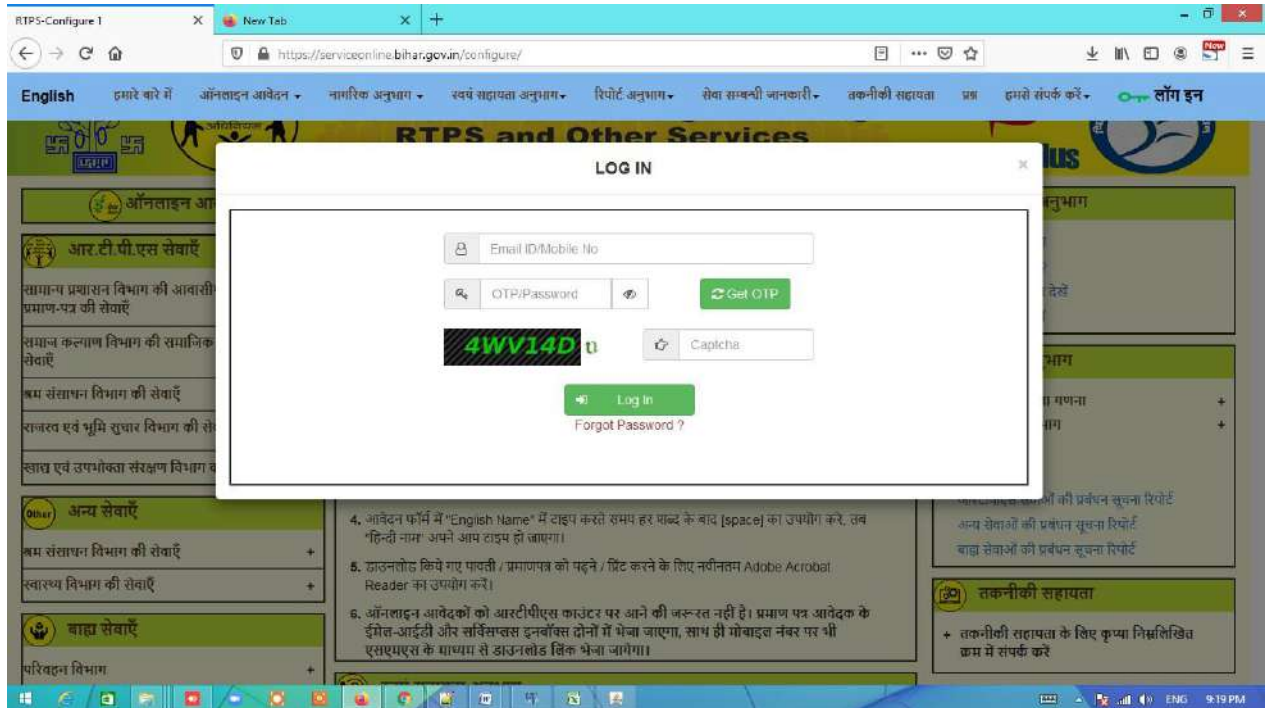 RTPS-Configure 1
New Tab
https://serviceonline.bihar.gov.in/configure/
English हमारे बारे में ऑनलाइन आवेदन नागरिक अनुभाग स्वयं सहायता अनुभाग रिपोर्ट अनुभाग सेवा सम्बन्धी जानकारी तकनीकी सहायता प्रश्न हमसे संपर्क करें लॉग इन
RTPS and Other Services
LOG IN
ऑनलाइन
अनुभाग
आर.टी.पी.एस सेवाएँ
Email ID/Mobile No
सामान्य प्रशासन विभाग की
प्रमाण-पत्र की सेवाएँ
OTP/Password
Get OTP
देखें
समाज कल्याण विभाग की समाजिक
सेवाएँ
4WV14D
Captcha
श्रम संसाधन विभाग की सेवाएँ
Log In
गणना +
राजस्व एवं भूमि सुधार विभाग की
Forgot Password ?
+
खाद्य एवं उपभोक्ता संरक्षण विभाग
की प्रबंधन सूचना रिपोर्ट
Other
अन्य सेवाएँ
4. आवेदन फॉर्म में "English Name" में टाइप करते समय हर शब्द के बाद [space] का उपयोग करें, तब
"हिन्दी नाम" अपने आप टाइप हो जाएगा।
अन्य सेवाओं की प्रबंधन सूचना रिपोर्ट
श्रम संसाधन विभाग की सेवाएँ +
बाह्य सेवाओं की प्रबंधन सूचना रिपोर्ट
5. डाउनलोड किये गए पावती / प्रमाणपत्र को पढ़ने / प्रिंट करने के लिए नवीनतम Adobe Acrobat
Reader का उपयोग करें।
स्वास्थ्य विभाग की सेवाएँ +
तकनीकी सहायता
6. ऑनलाइन आवेदकों को आरटीपीएस काउंटर पर आने की जरूरत नहीं है। प्रमाण पत्र आवेदक के
ईमेल-आईडी और सर्विसप्लस इनबॉक्स दोनों में भेजा जाएगा, साथ ही मोबाइल नंबर पर भी
एसएमएस के माध्यम से डाउनलोड लिंक भेजा जायेगा।
बाह्य सेवाएँ
+ तकनीकी सहायता के लिए कृप्या निम्नलिखित
क्रम में संपर्क करें
परिवहन विभाग +
ENG 9:19 PM